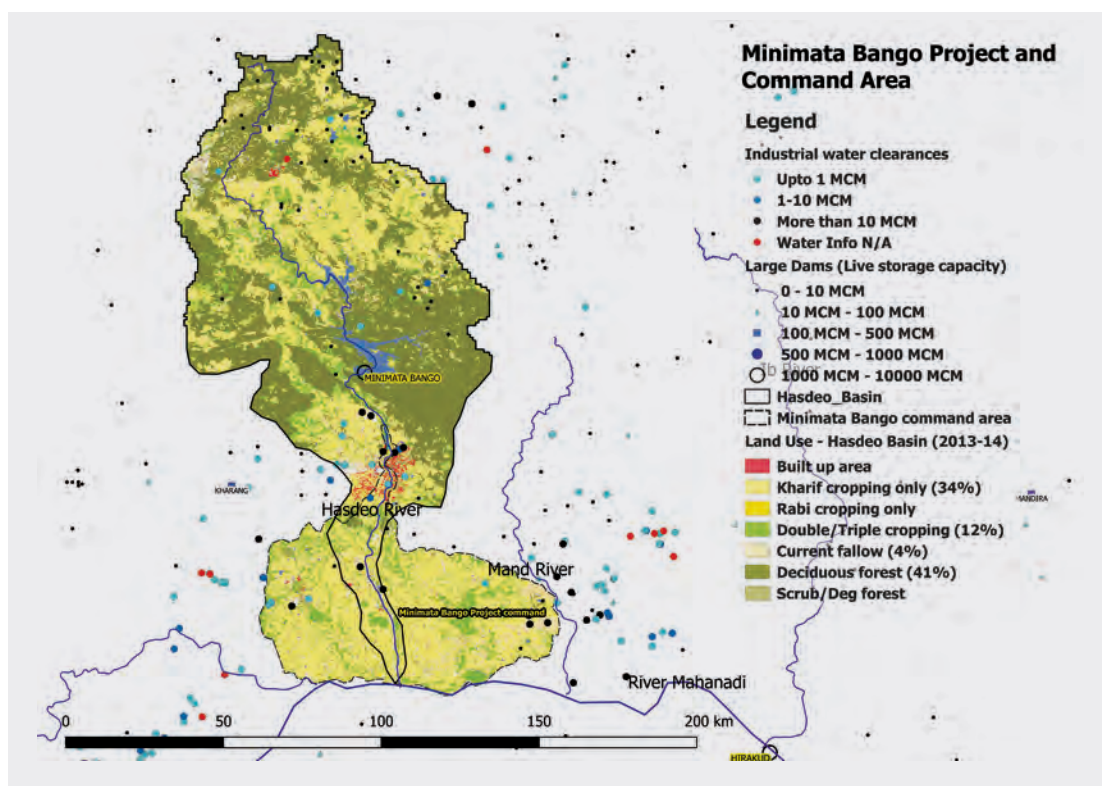 Minimata Bango Project and
Command Area
Legend
Industrial water clearances
Upto 1 MCM
1-10 MCM
More than 10 MCM
Water Info N/A
Large Dams (Live storage capacity)
0 - 10 MCM
10 MCM - 100 MCM
100 MCM - 500 MCM
500 MCM - 1000 MCM
Ib River
1000 MCM - 10000 MCM
Hasdeo_Basin
Minimata Bango command area
Land Use - Hasdeo Basin (2013-14)
Built up area
Kharif cropping only (34%)
Rabi cropping only
Double/Triple cropping (12%)
Current fallow (4%)
Deciduous forest (41%)
Scrub/Deg forest
MINIMATA BANGO
KHARANG
MANDIRA
Hasdeo River
Mand River
Minimata Bango Project command
River Mahanadi
0 50 100 150 200 km
HIRAKUD